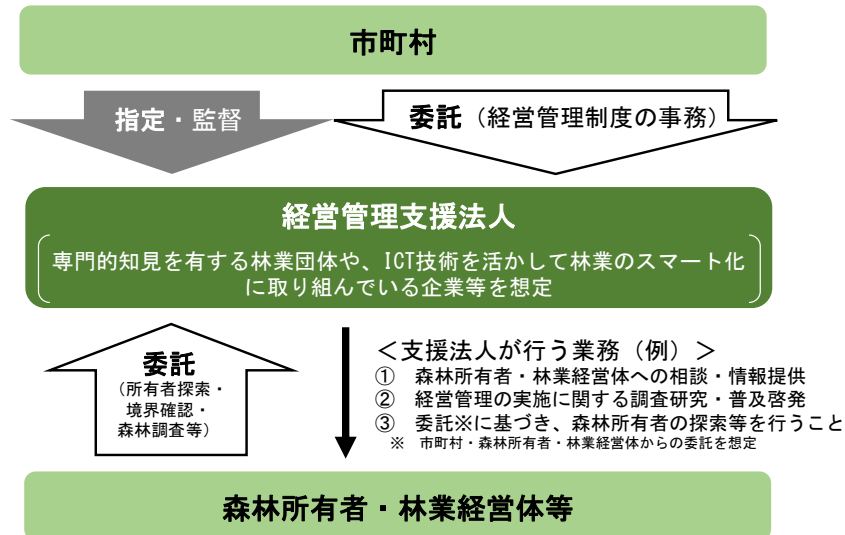 市町村
指定・監督
委託（経営管理制度の事務）
経営管理支援法人
専門的知見を有する林業団体や、ICT技術を活かして林業のスマート化
に取り組んでいる企業等を想定
委託
（所有者探索・
境界確認・
森林調査等）
＜支援法人が行う業務（例）＞
① 森林所有者・林業経営体への相談・情報提供
② 経営管理の実施に関する調査研究・普及啓発
③ 委託※に基づき、森林所有者の探索等を行うこと
※ 市町村・森林所有者・林業経営体からの委託を想定
森林所有者・林業経営体等